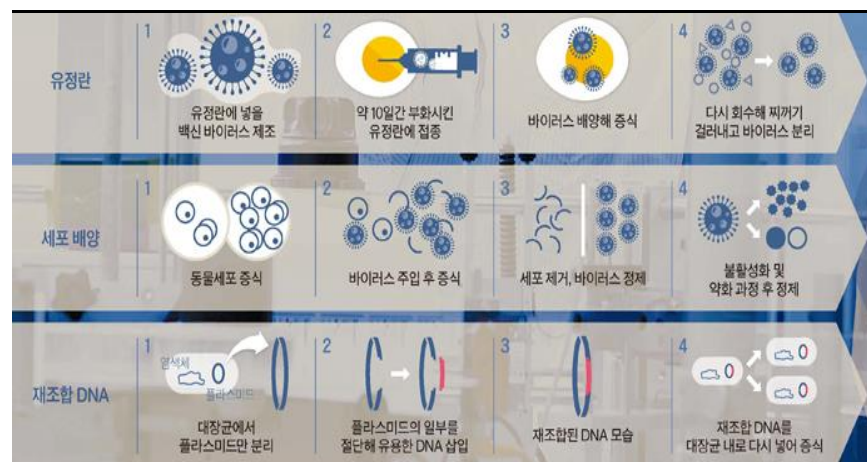 유정란
1
유정란에 넣을
백신 바이러스 제조
2
약 10일간 부화시킨
유정란에 접종
3
바이러스 배양해 증식
4
다시 회수해 찌꺼기
걸러내고 바이러스 분리
세포 배양
1
동물세포 증식
2
바이러스 주입 후 증식
3
세포 제거, 바이러스 정제
4
불활성화 및
약화 과정 후 정제
재조합 DNA
1
염색체
플라스미드
대장균에서
플라스미드만 분리
2
플라스미드의 일부를
절단해 유용한 DNA 삽입
3
재조합된 DNA 모습
4
재조합 DNA를
대장균 내로 다시 넣어 증식